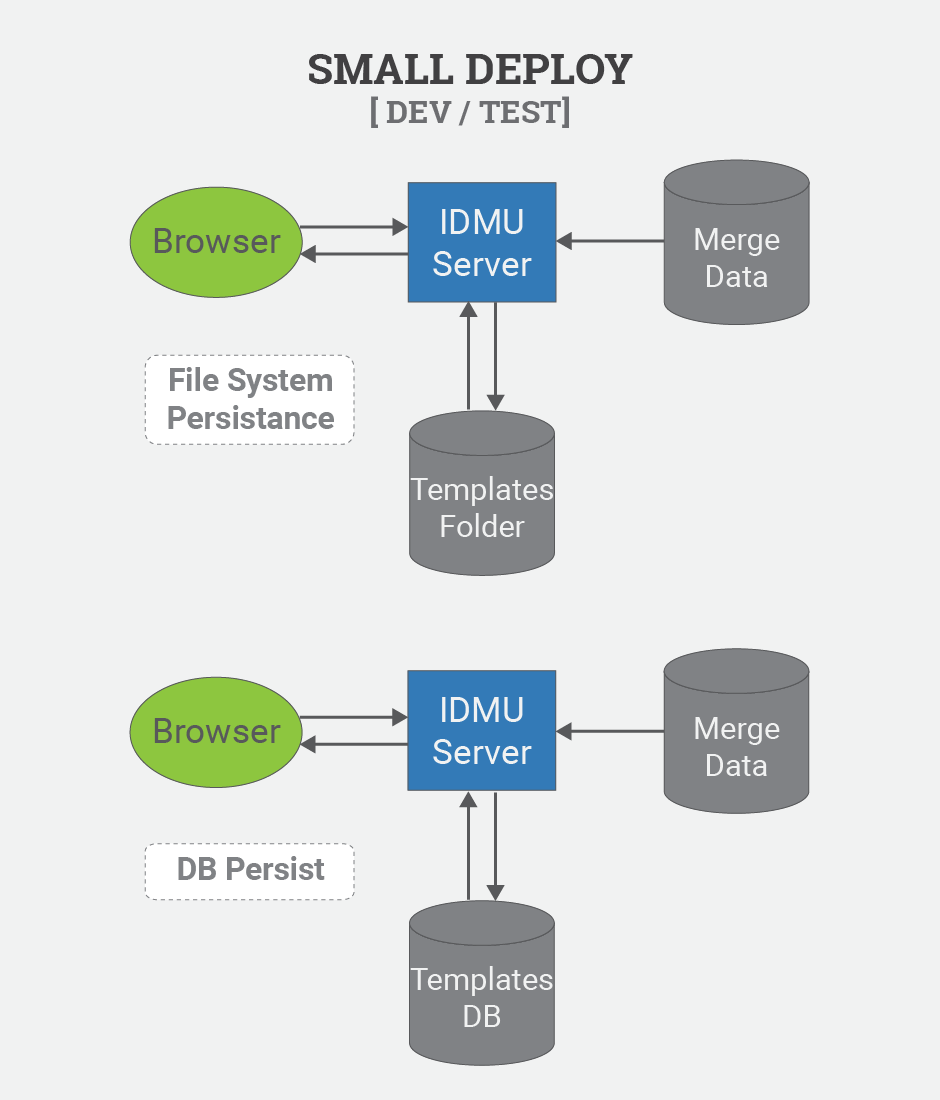 SMALL DEPLOY
[ DEV / TEST]
Browser
IDMU
Server
Merge
Data
File System
Persistance
Templates
Folder
Browser
IDMU
Server
Merge
Data
DB Persist
Templates
DB